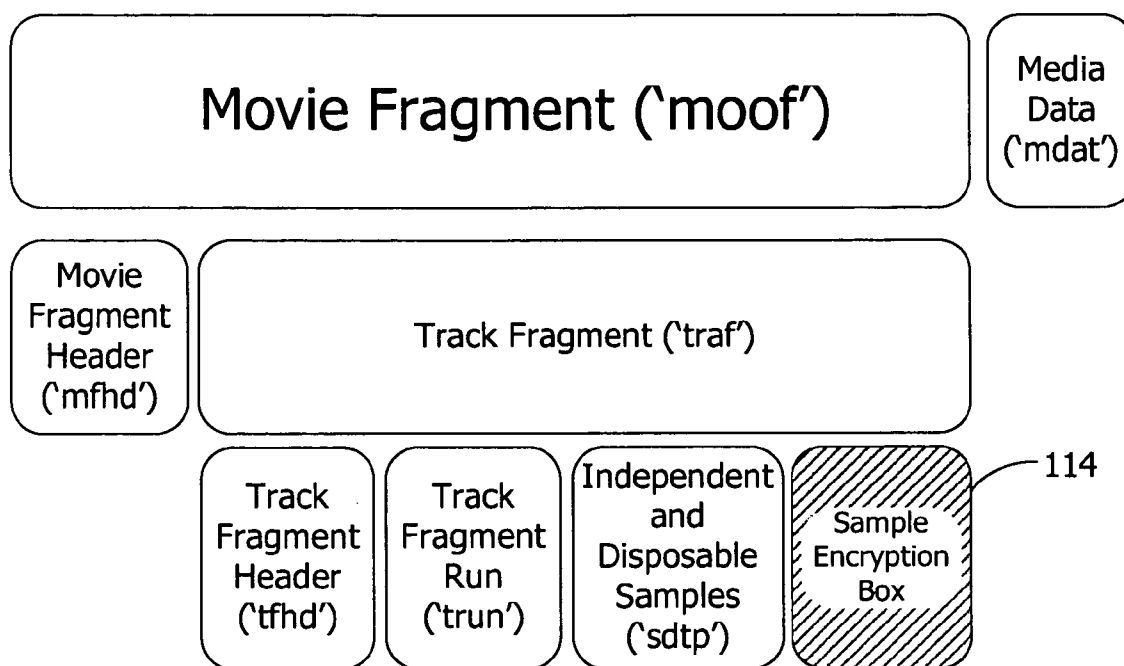 Movie Fragment (‘moof’)
Media
Data
(‘mdat’)
Movie
Fragment
Header
(‘mfhd’)
Track Fragment (‘traf’)
Track
Fragment
Header
(‘tfhd’)
Track
Fragment
Run
(‘trun’)
Independent
and
Disposable
Samples
(‘sdtp’)
Sample
Encryption
Box
114